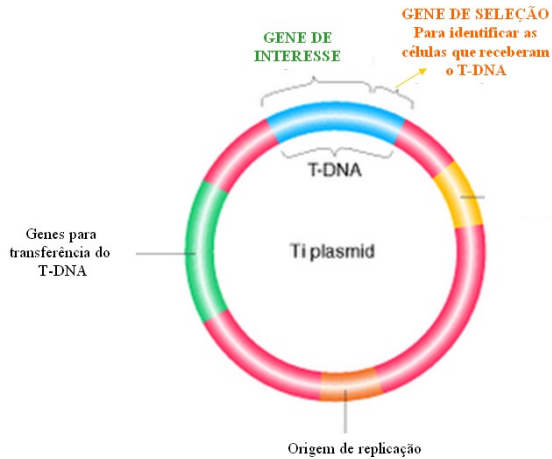 GENE DE SELEÇÃO
Para identificar as
células que receberam
o T-DNA
GENE DE
INTERESSE
T-DNA
Genes para
transferência do
T-DNA
Ti plasmid
Origem de replicação